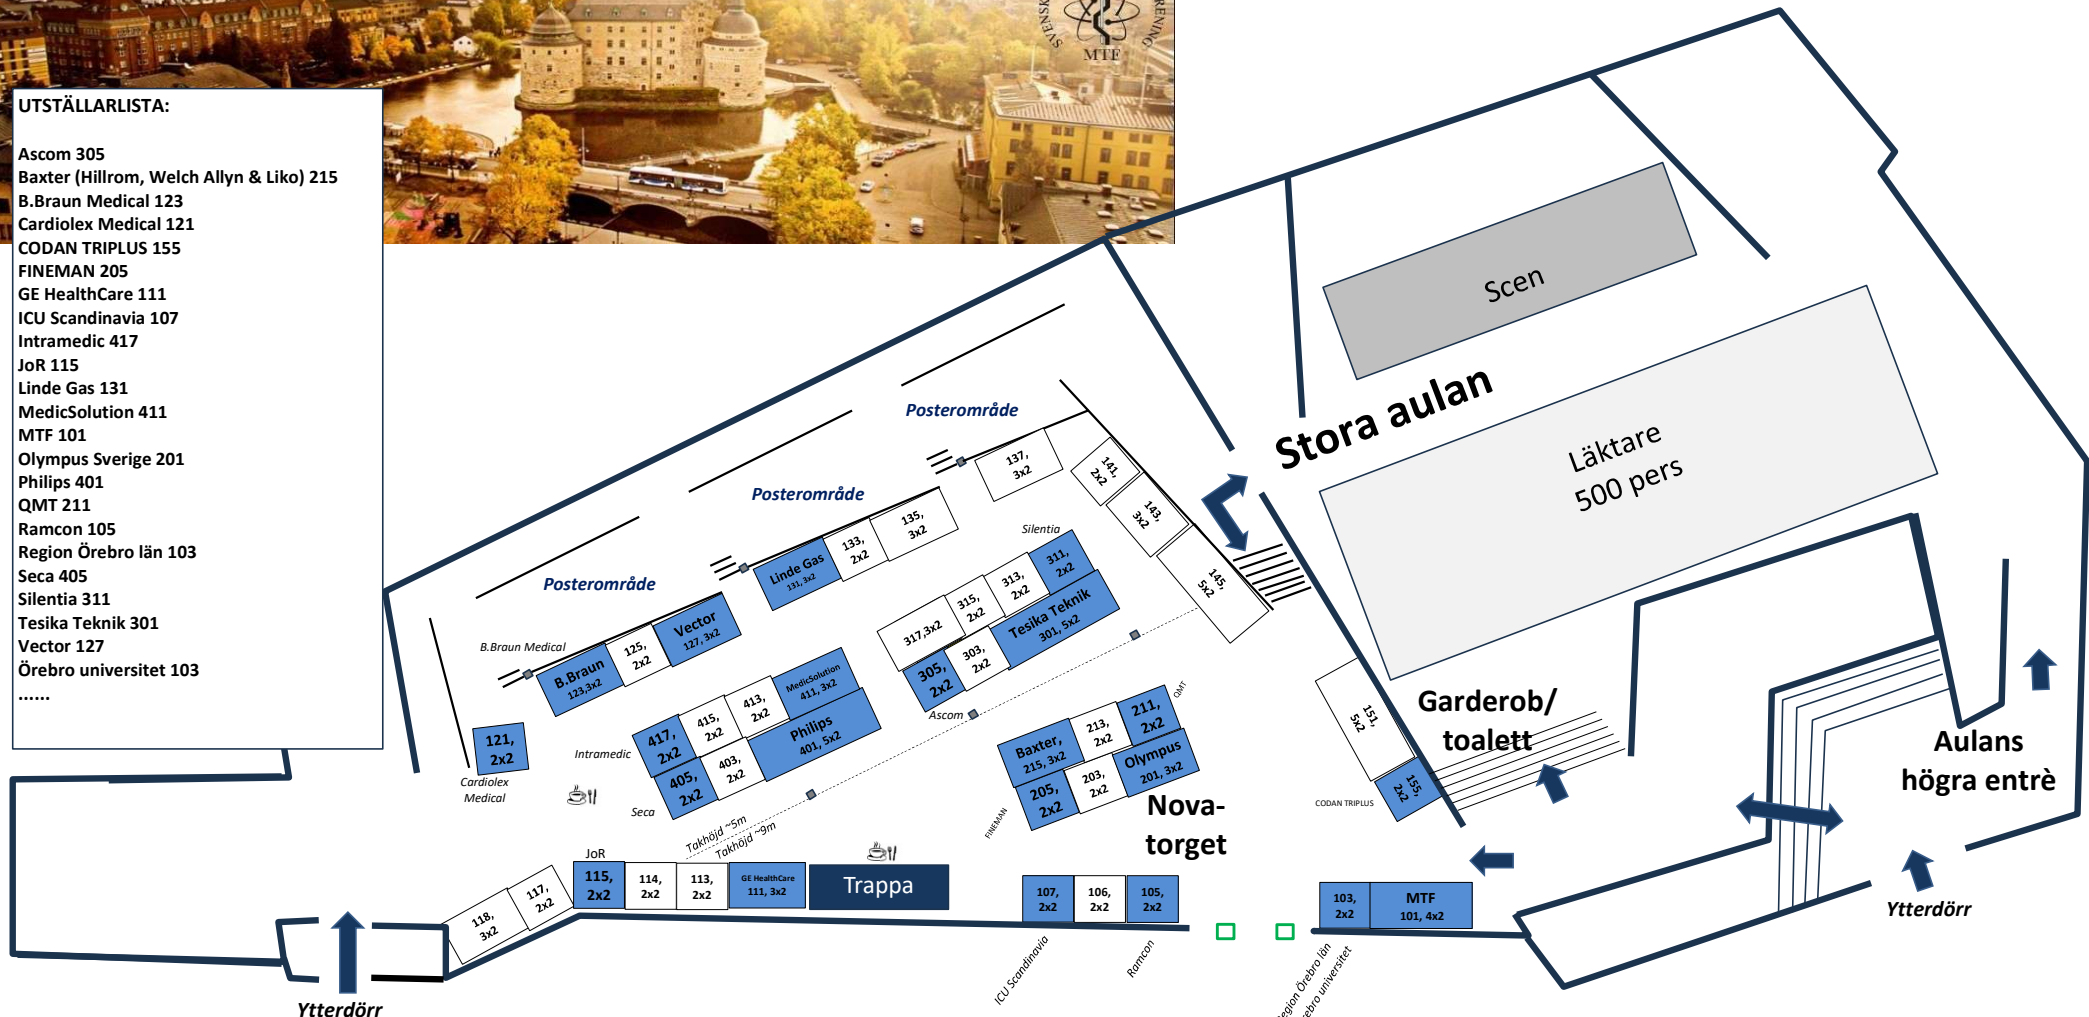 SVENSK
RENING
MTF
UTSTÄLLARLISTA:
Ascom 305
Baxter (Hillrom, Welch Allyn & Liko) 215
B.Braun Medical 123
Cardiolex Medical 121
CODAN TRIPLUS 155
FINEMAN 205
GE HealthCare 111
ICU Scandinavia 107
Intramedic 417
JoR 115
Linde Gas 131
MedicSolution 411
MTF 101
Olympus Sverige 201
Philips 401
QMT 211
Ramcon 105
Region Örebro län 103
Seca 405
Silentia 311
Tesika Teknik 301
Vector 127
Örebro universitet 103
......
Scen
Stora aulan
Läktare
500 pers
Posterområde
Posterområde
Posterområde
137,
3x2
141,
2x2
143,
3x2
145,
5x2
135,
3x2
133,
2x2
Linde Gas
131, 3x2
Silentia
311,
2x2
313,
2x2
315,
2x2
317,3x2
Tesika Teknik
301, 5x2
303,
2x2
305,
2x2
Ascom
B.Braun Medical
B.Braun
123,3x2
125,
2x2
Vector
127, 3x2
121,
2x2
Cardiolex
Medical
Intramedic
417,
2x2
415,
2x2
413,
2x2
MedicSolution
411, 3x2
Philips
401, 5x2
403,
2x2
405,
2x2
Seca
Takhöjd ~5m
Takhöjd ~9m
QMT
211,
2x2
213,
2x2
Baxter,
215, 3x2
Olympus
201, 3x2
203,
2x2
205,
2x2
FINEMAN
Nova-
torget
151,
5x2
155,
2x2
CODAN TRIPLUS
Garderob/
toalett
Aulans
högra entrè
Ytterdörr
JoR
115,
2x2
114,
2x2
113,
2x2
GE HealthCare
111, 3x2
Trappa
117,
2x2
118,
3x2
107,
2x2
106,
2x2
105,
2x2
103,
2x2
MTF
101, 4x2
ICU Scandinavia
Ramcon
Region Örebro län
rebro universitet
Ytterdörr